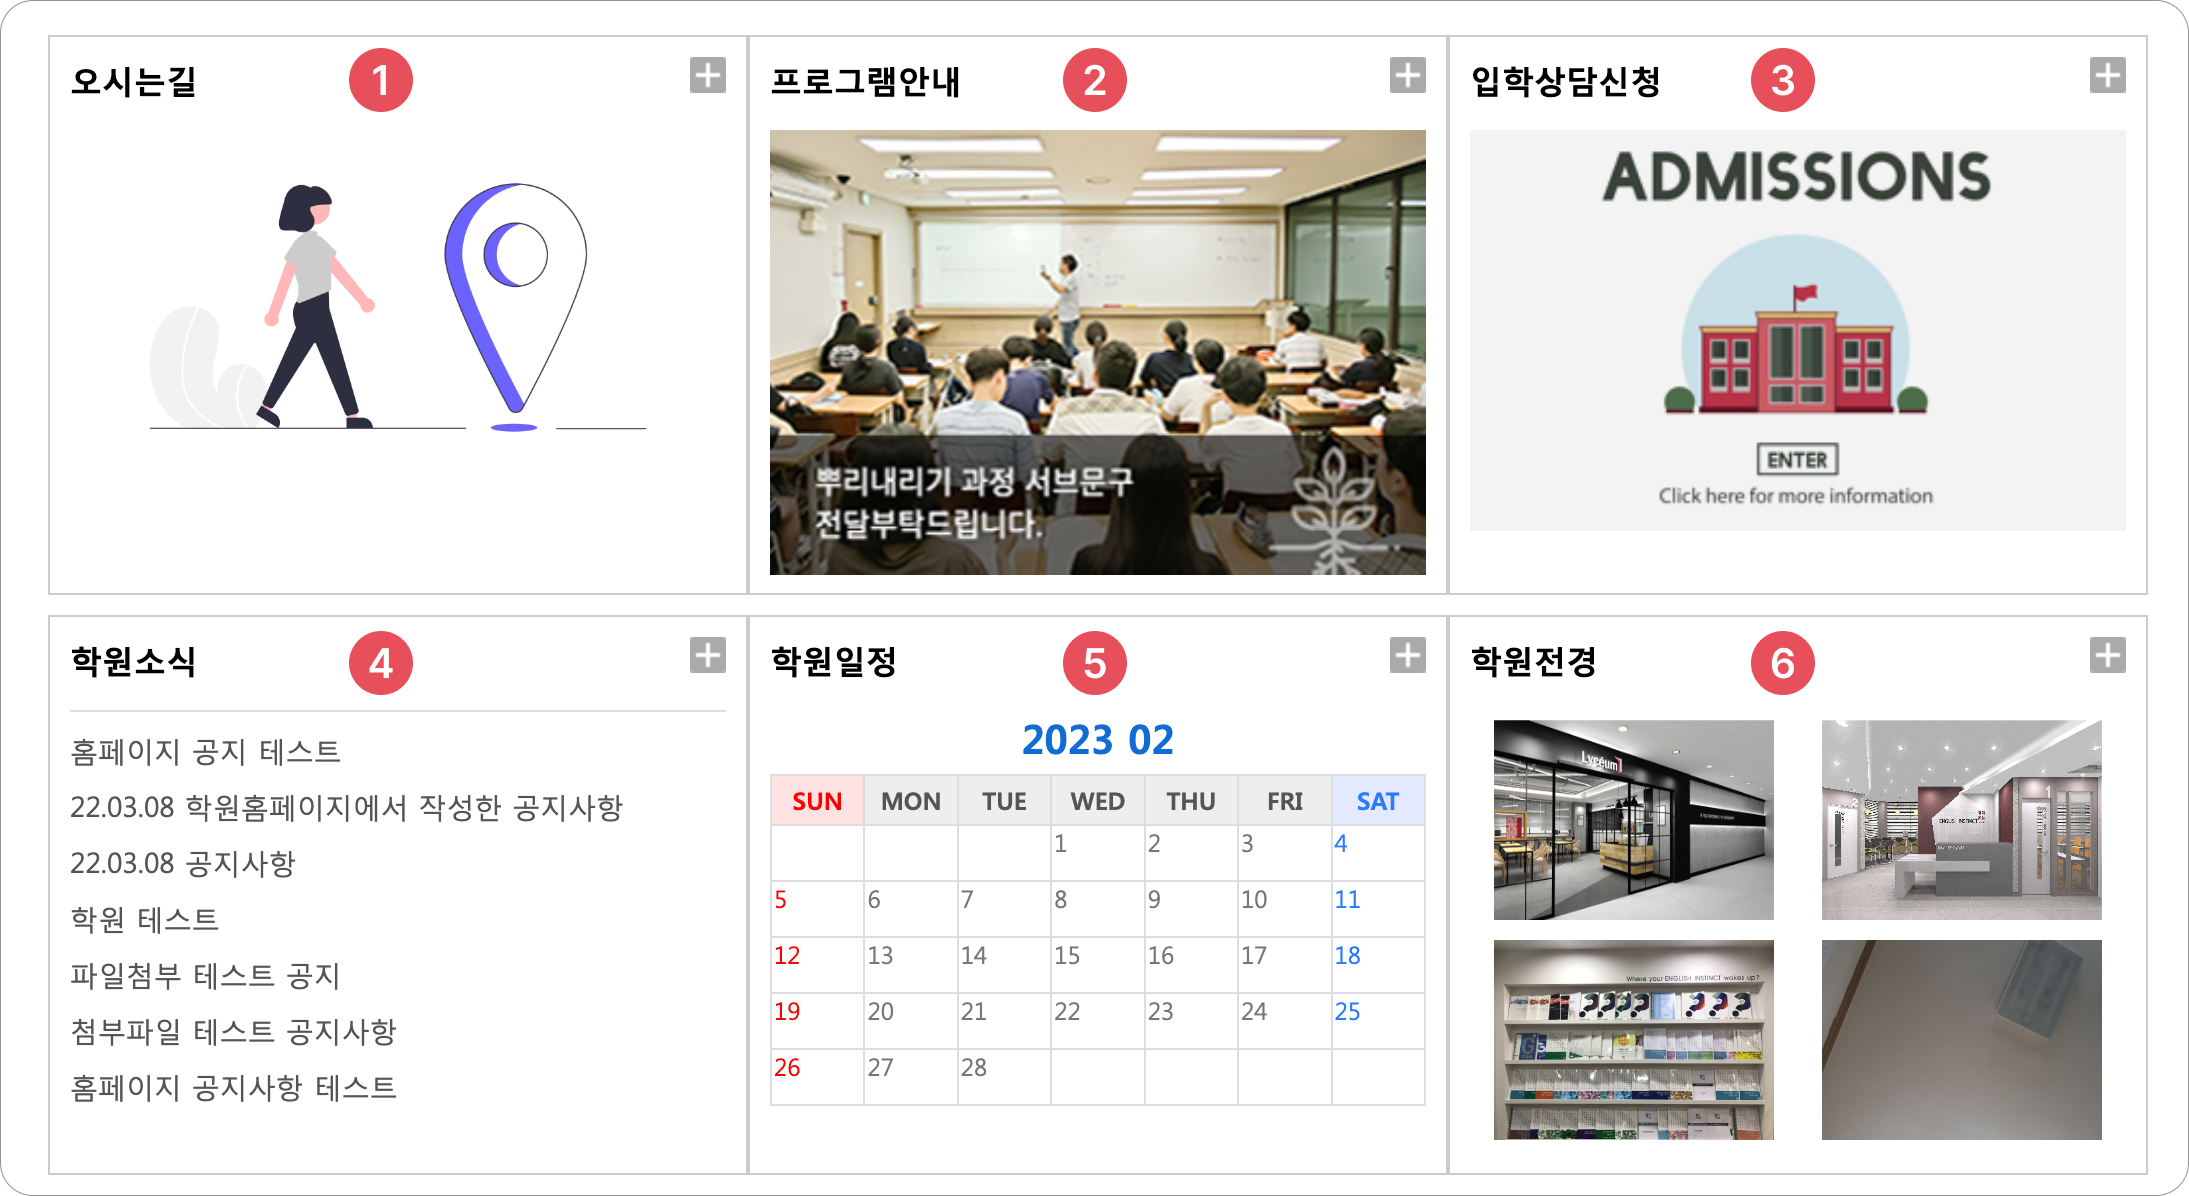 오시는길
1
프로그램안내
2
입학상담신청
3
뿌리내리기 과정 서브문구
전달부탁드립니다.
ADMISSIONS
ENTER
Click here for more information
학원소식
4
홈페이지 공지 테스트
22.03.08 학원홈페이지에서 작성한 공지사항
22.03.08 공지사항
학원 테스트
파일첨부 테스트 공지
첨부파일 테스트 공지사항
홈페이지 공지사항 테스트
학원일정
5
2023 02
SUN MON TUE WED THU FRI SAT
1 2 3 4
5 6 7 8 9 10 11
12 13 14 15 16 17 18
19 20 21 22 23 24 25
26 27 28
학원전경
6
Lyceum
ENGLISH INSTINCT
Where your ENGLISH INSTINCT wakes up?